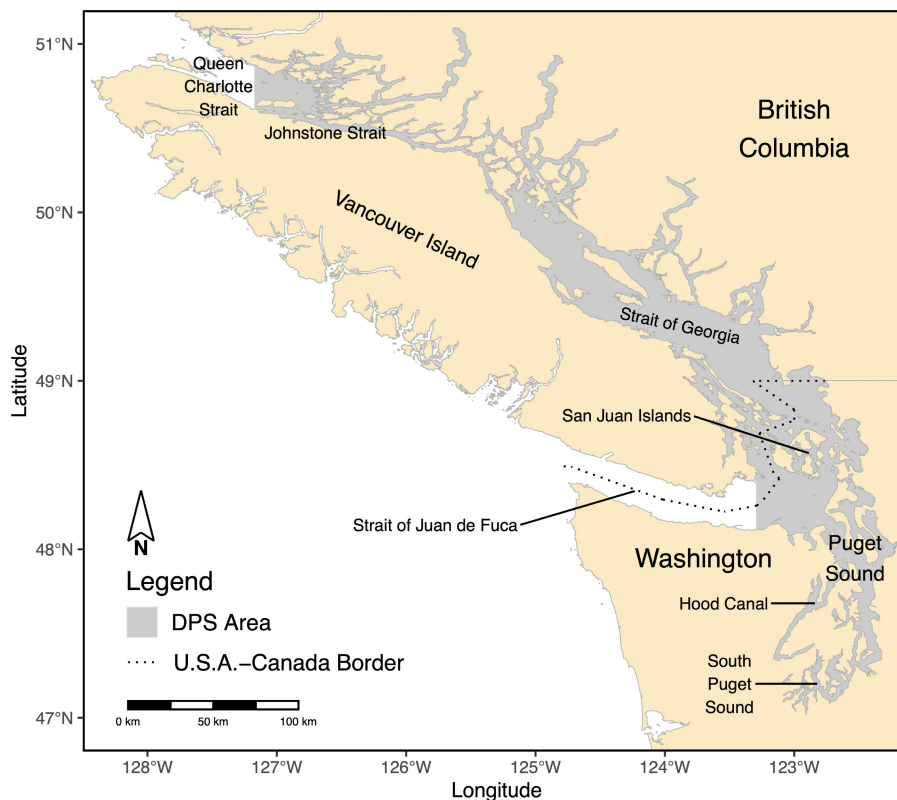 51°N
50°N
49°N
48°N
47°N
Latitude
Queen
Charlotte
Strait
Johnstone Strait
British
Columbia
Vancouver Island
Strait of Georgia
San Juan Islands
Strait of Juan de Fuca
Washington
Puget
Sound
Hood Canal
South
Puget
Sound
N
Legend
DPS Area
U.S.A.–Canada Border
0 km 50 km 100 km
128°W 127°W 126°W 125°W 124°W 123°W
Longitude